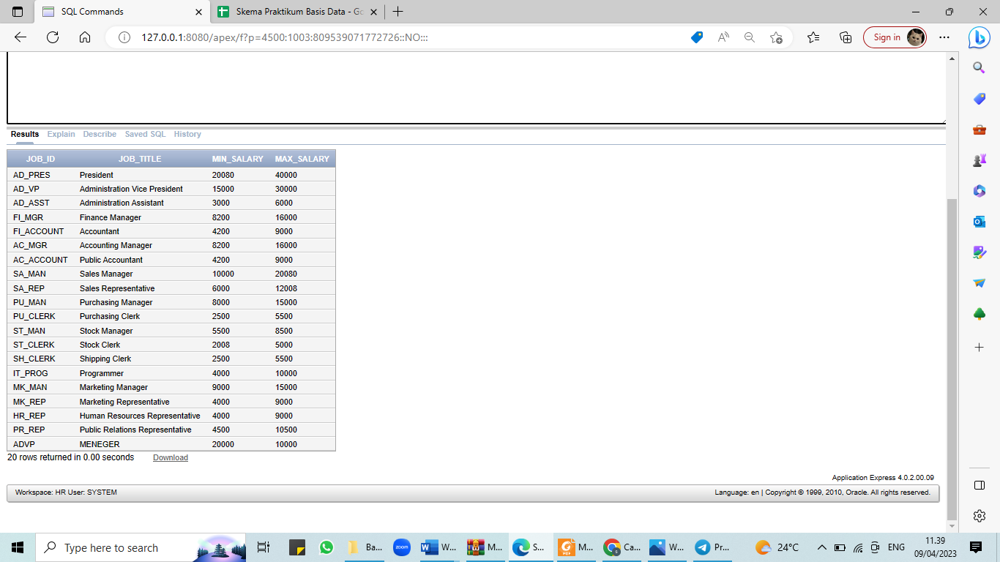 SQL Commands
Skema Praktikum Basis Data - Go
127.0.0.1:8080/apex/f?p=4500:1003:809539071772726::NO:::
Sign in
Results Explain Describe Saved SQL History
JOB_ID JOB_TITLE MIN_SALARY MAX_SALARY
AD_PRES President 20080 40000
AD_VP Administration Vice President 15000 30000
AD_ASST Administration Assistant 3000 6000
FI_MGR Finance Manager 8200 16000
FI_ACCOUNT Accountant 4200 9000
AC_MGR Accounting Manager 8200 16000
AC_ACCOUNT Public Accountant 4200 9000
SA_MAN Sales Manager 10000 20080
SA_REP Sales Representative 6000 12008
PU_MAN Purchasing Manager 8000 15000
PU_CLERK Purchasing Clerk 2500 5500
ST_MAN Stock Manager 5500 8500
ST_CLERK Stock Clerk 2008 5000
SH_CLERK Shipping Clerk 2500 5500
IT_PROG Programmer 4000 10000
MK_MAN Marketing Manager 9000 15000
MK_REP Marketing Representative 4000 9000
HR_REP Human Resources Representative 4000 9000
PR_REP Public Relations Representative 4500 10500
ADVP MENEGER 20000 10000
20 rows returned in 0.00 seconds Download
Application Express 4.0.2.00.09
Workspace: HR User: SYSTEM Language: en | Copyright © 1999, 2010, Oracle. All rights reserved.
Type here to search zoom Ba... W... M... S... M... Ca... W... Pr... 24°C ENG
11.39
09/04/2023